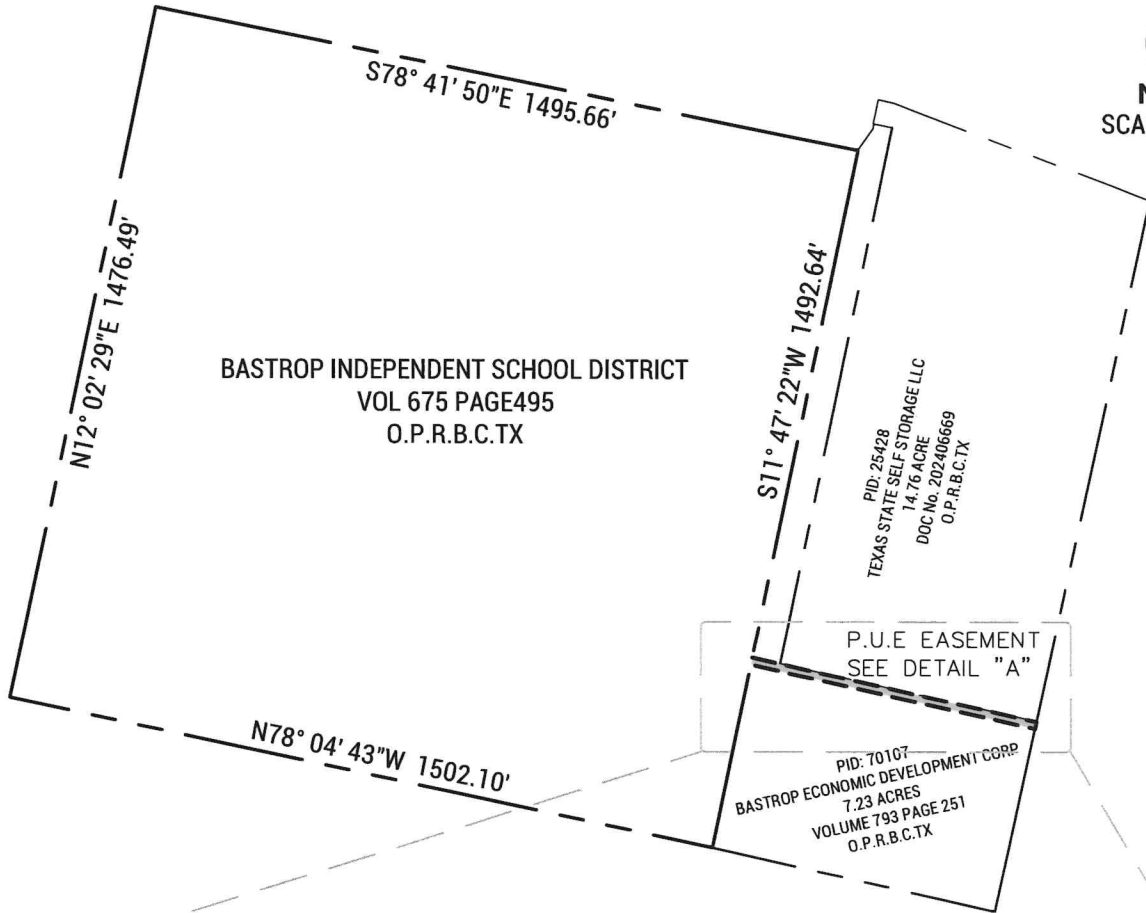 N
SCA
S78° 41' 50"E 1495.66'
N12° 02' 29"E 1476.49'
BASTROP INDEPENDENT SCHOOL DISTRICT
VOL 675 PAGE495
O.P.R.B.C.TX
S11° 47' 22"W 1492.64'
PID: 25428
TEXAS STATE SELF STORAGE LLC
14.76 ACRE
DOC No. 202406669
O.P.R.B.C.TX
P.U.E EASEMENT
SEE DETAIL "A"
N78° 04' 43"W 1502.10'
PID: 70107
BASTROP ECONOMIC DEVELOPMENT CORP
7.23 ACRES
VOLUME 793 PAGE 251
O.P.R.B.C.TX